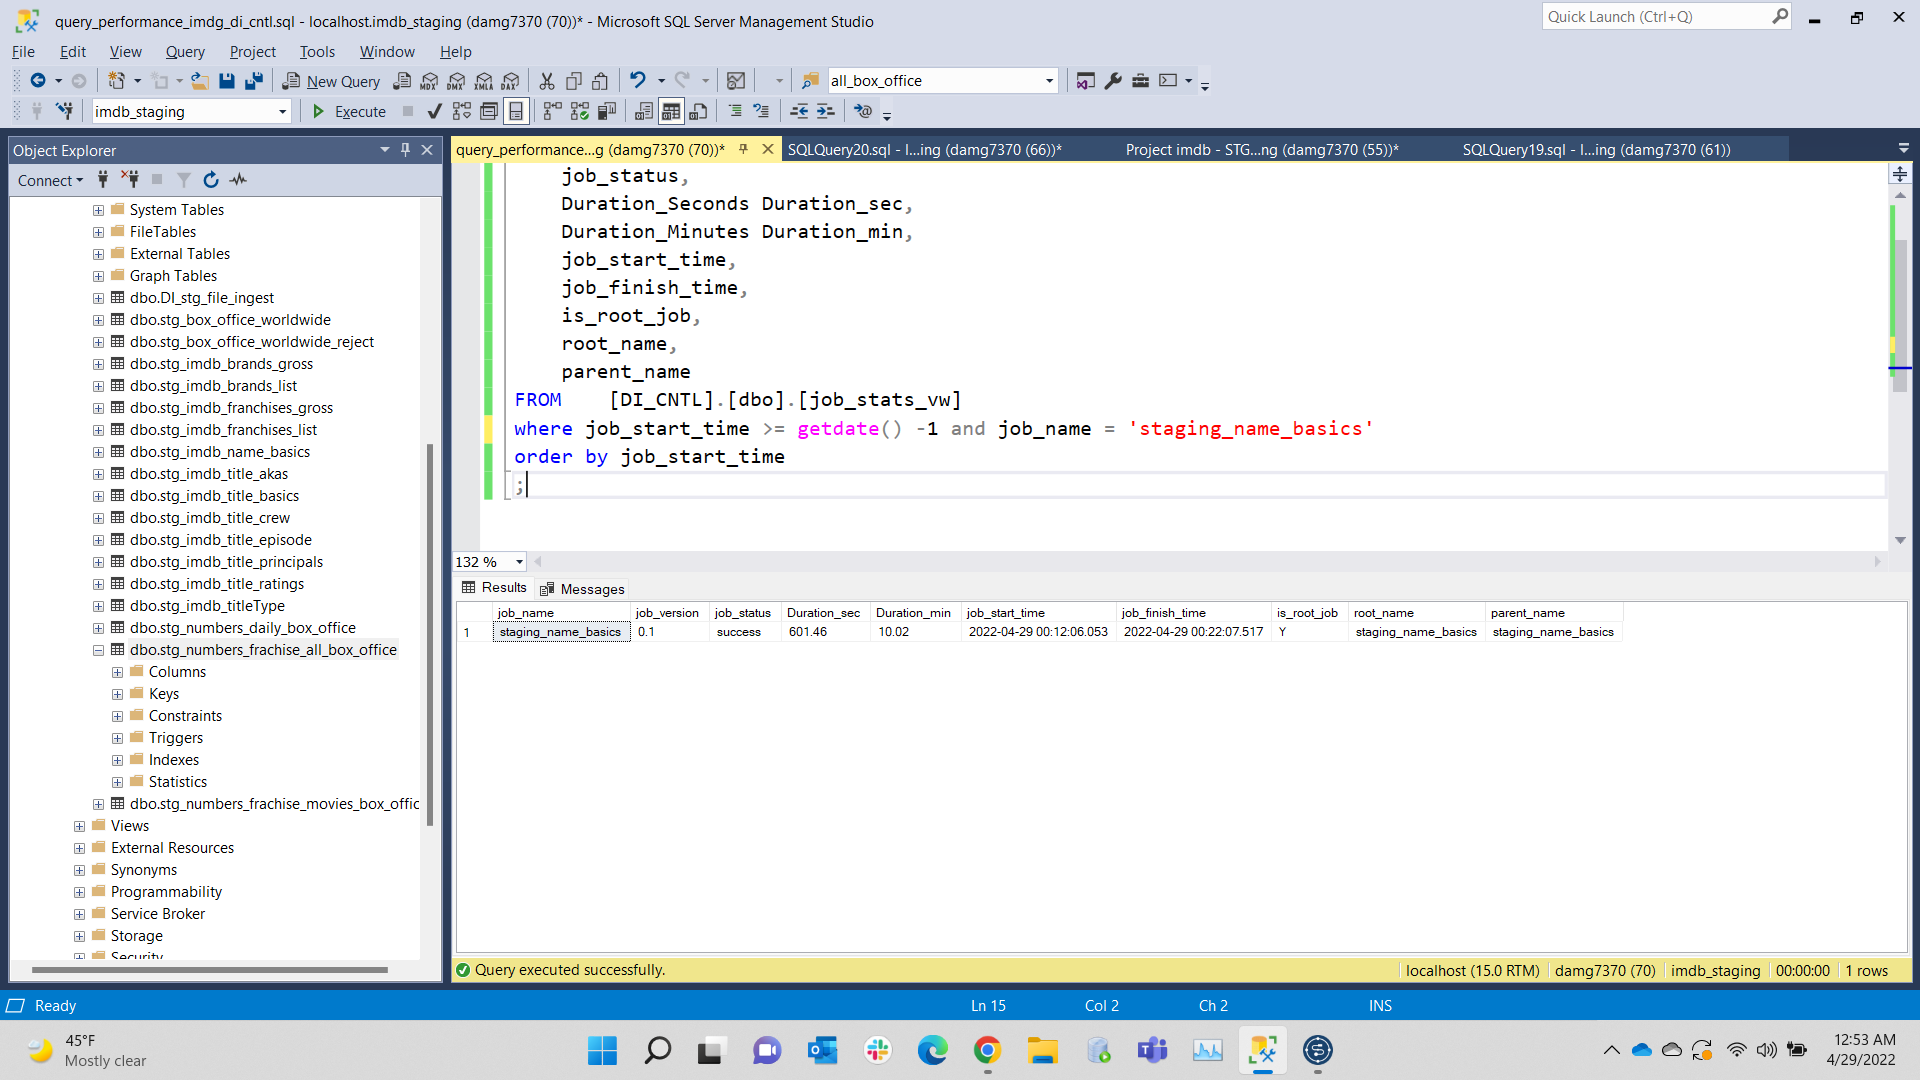 query_performance_imdg_di_cntl.sql - localhost.imdb_staging (damg7370 (70))* - Microsoft SQL Server Management Studio
Quick Launch (Ctrl+Q)
File Edit View Query Project Tools Window Help
New Query
MDX DMX XMLA DAX
all_box_office
imdb_staging
Execute
Object Explorer
Connect
System Tables
FileTables
External Tables
Graph Tables
dbo.DI_stg_file_ingest
dbo.stg_box_office_worldwide
dbo.stg_box_office_worldwide_reject
dbo.stg_imdb_brands_gross
dbo.stg_imdb_brands_list
dbo.stg_imdb_franchises_gross
dbo.stg_imdb_franchises_list
dbo.stg_imdb_name_basics
dbo.stg_imdb_title_akas
dbo.stg_imdb_title_basics
dbo.stg_imdb_title_crew
dbo.stg_imdb_title_episode
dbo.stg_imdb_title_principals
dbo.stg_imdb_title_ratings
dbo.stg_imdb_titleType
dbo.stg_numbers_daily_box_office
dbo.stg_numbers_frachise_all_box_office
Columns
Keys
Constraints
Triggers
Indexes
Statistics
dbo.stg_numbers_frachise_movies_box_offic
Views
External Resources
Synonyms
Programmability
Service Broker
Storage
Security
query_performance...g (damg7370 (70))* SQLQuery20.sql - l...ing (damg7370 (66))* Project imdb - STG...ng (damg7370 (55))* SQLQuery19.sql - l...ing (damg7370 (61))
job_status,
Duration_Seconds Duration_sec,
Duration_Minutes Duration_min,
job_start_time,
job_finish_time,
is_root_job,
root_name,
parent_name
FROM [DI_CNTL].[dbo].[job_stats_vw]
where job_start_time >= getdate() -1 and job_name = 'staging_name_basics'
order by job_start_time
;
132 %
Results Messages
job_name job_version job_status Duration_sec Duration_min job_start_time job_finish_time is_root_job root_name parent_name
1 staging_name_basics 0.1 success 601.46 10.02 2022-04-29 00:12:06.053 2022-04-29 00:22:07.517 Y staging_name_basics staging_name_basics
Query executed successfully. localhost (15.0 RTM) damg7370 (70) imdb_staging 00:00:00 1 rows
Ready Ln 15 Col 2 Ch 2 INS
45°F
Mostly clear
12:53 AM
4/29/2022